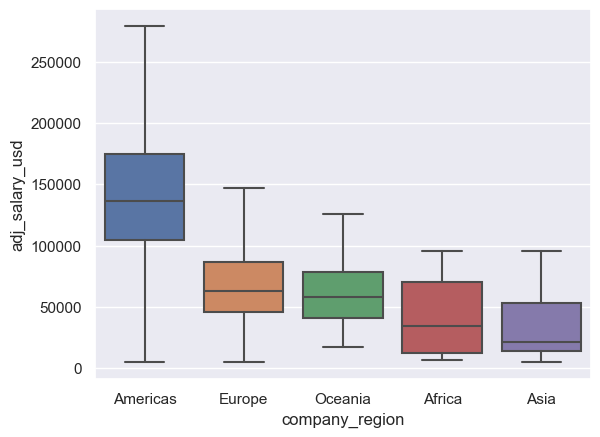 250000
200000
150000
100000
50000
0
adj_salary_usd
Americas Europe Oceania Africa Asia
company_region